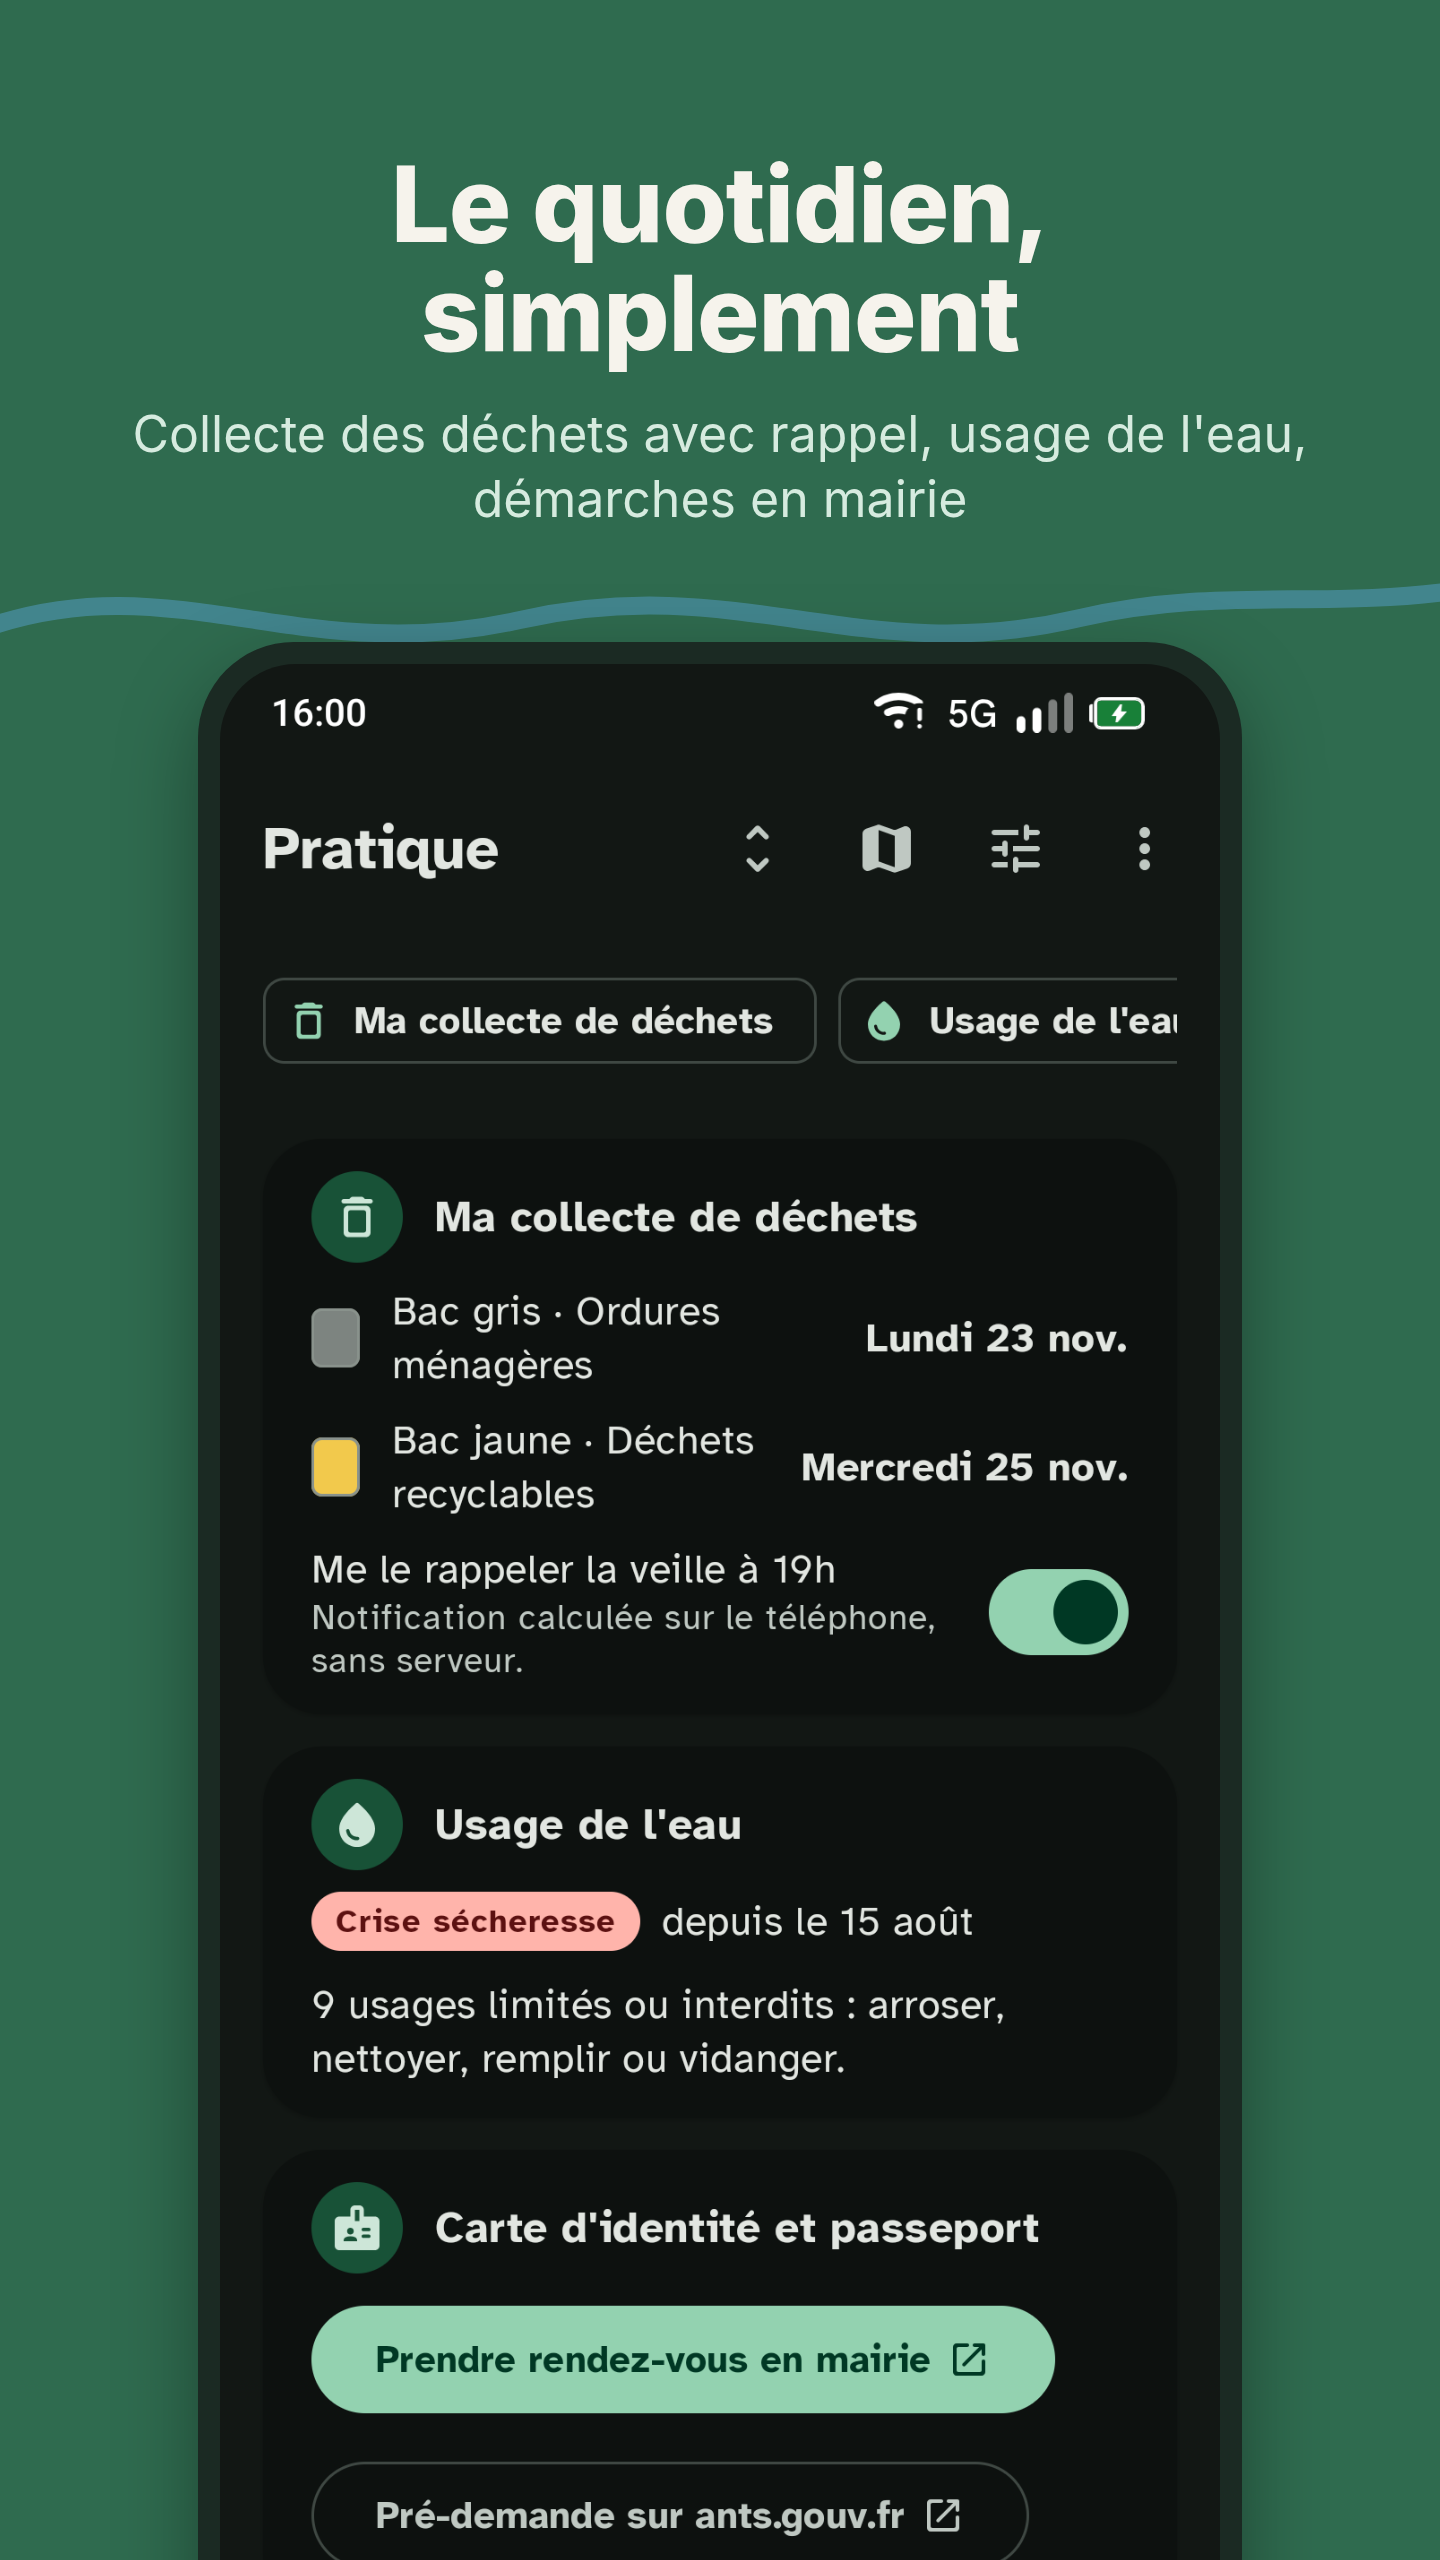 Le quotidien,
simplement
Collecte des déchets avec rappel, usage de l'eau,
démarches en mairie
16:00
5G
Pratique
Ma collecte de déchets
Usage de l'eau
Ma collecte de déchets
Bac gris · Ordures
ménagères
Lundi 23 nov.
Bac jaune · Déchets
recyclables
Mercredi 25 nov.
Me le rappeler la veille à 19h
Notification calculée sur le téléphone,
sans serveur.
Usage de l'eau
Crise sécheresse depuis le 15 août
9 usages limités ou interdits : arroser,
nettoyer, remplir ou vidanger.
Carte d'identité et passeport
Prendre rendez-vous en mairie
Pré-demande sur ants.gouv.fr